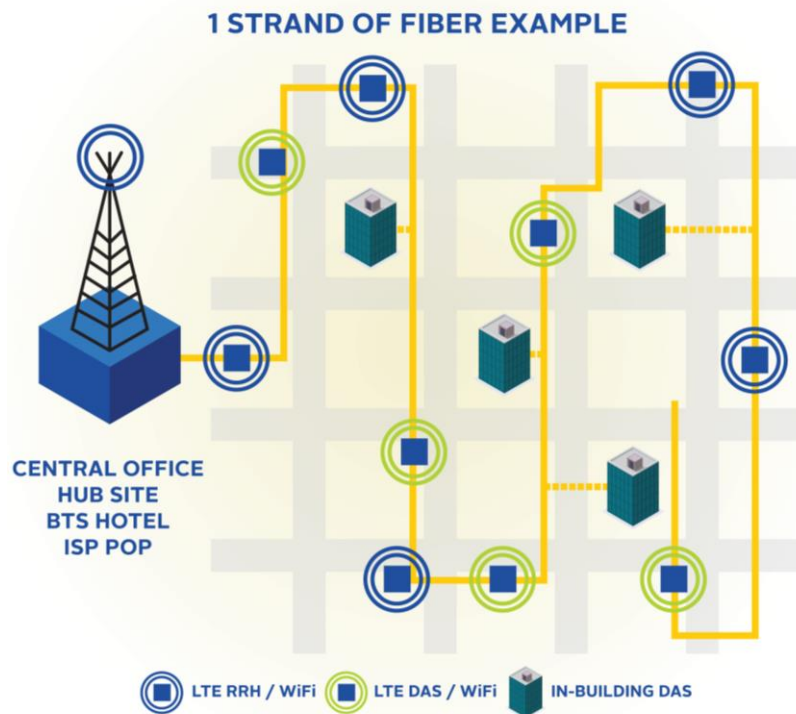 1 STRAND OF FIBER EXAMPLE
CENTRAL OFFICE
HUB SITE
BTS HOTEL
ISP POP
LTE RRH / WiFi
LTE DAS / WiFi
IN-BUILDING DAS